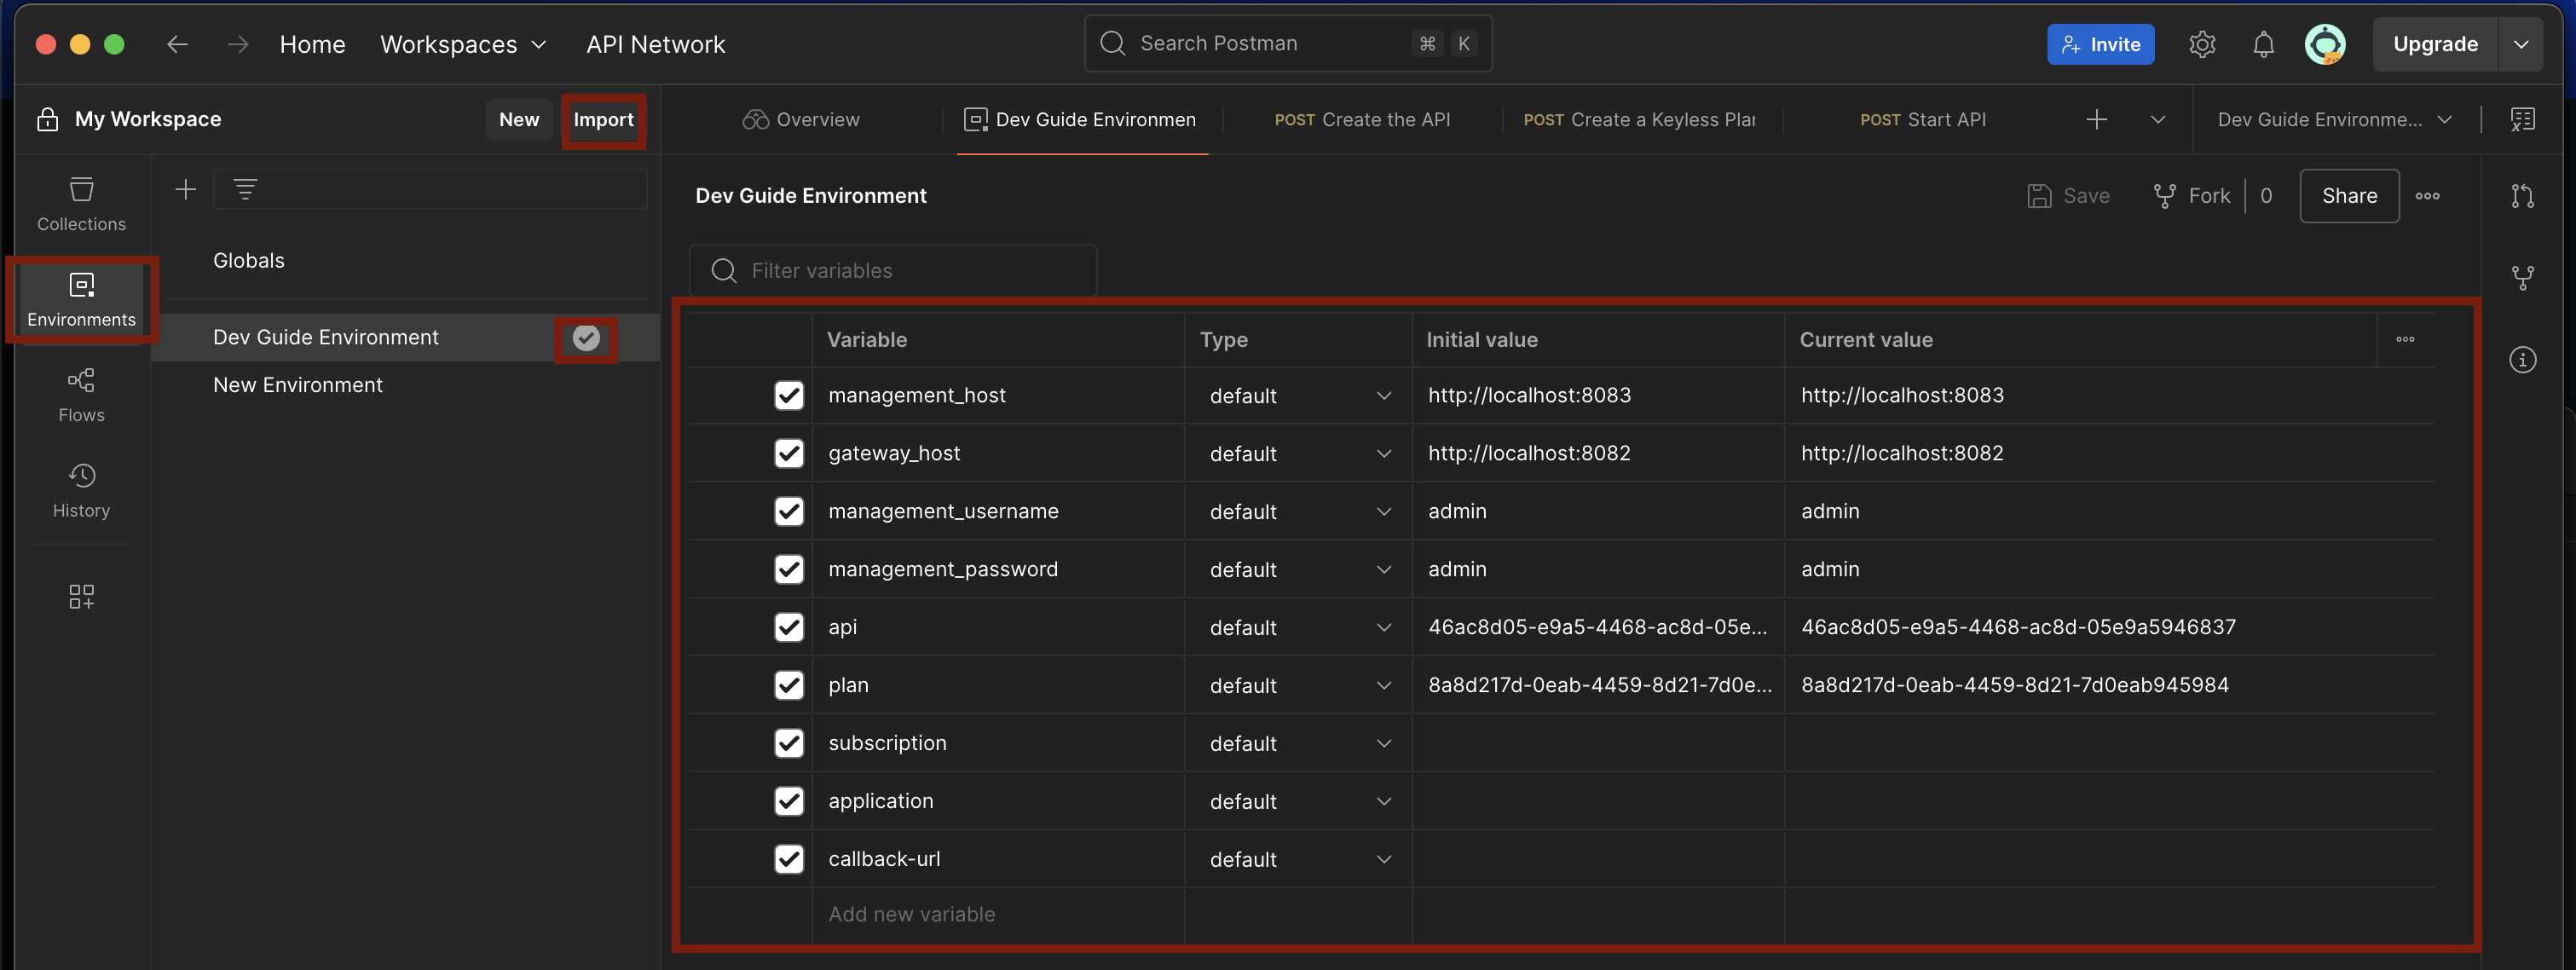 Home Workspaces API Network Search Postman ⌘ K Invite Upgrade
My Workspace New Import Overview Dev Guide Environmen POST Create the API POST Create a Keyless Plar POST Start API Dev Guide Environme...
Collections
Environments
Flows
History
Globals
Dev Guide Environment
New Environment
Dev Guide Environment Save Fork 0 Share
Filter variables
Variable Type Initial value Current value
management_host default http://localhost:8083 http://localhost:8083
gateway_host default http://localhost:8082 http://localhost:8082
management_username default admin admin
management_password default admin admin
api default 46ac8d05-e9a5-4468-ac8d-05e... 46ac8d05-e9a5-4468-ac8d-05e9a5946837
plan default 8a8d217d-0eab-4459-8d21-7d0e... 8a8d217d-0eab-4459-8d21-7d0eab945984
subscription default
application default
callback-url default
Add new variable